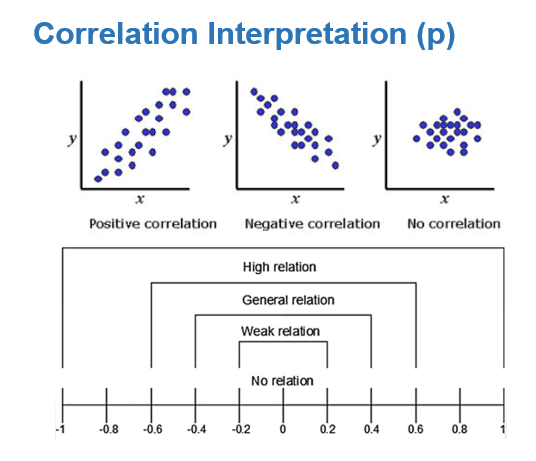 Correlation Interpretation (p)
y y y
x x x
Positive correlation Negative correlation No correlation
High relation
General relation
Weak relation
No relation
-1 -0.8 -0.6 -0.4 -0.2 0 0.2 0.4 0.6 0.8 1